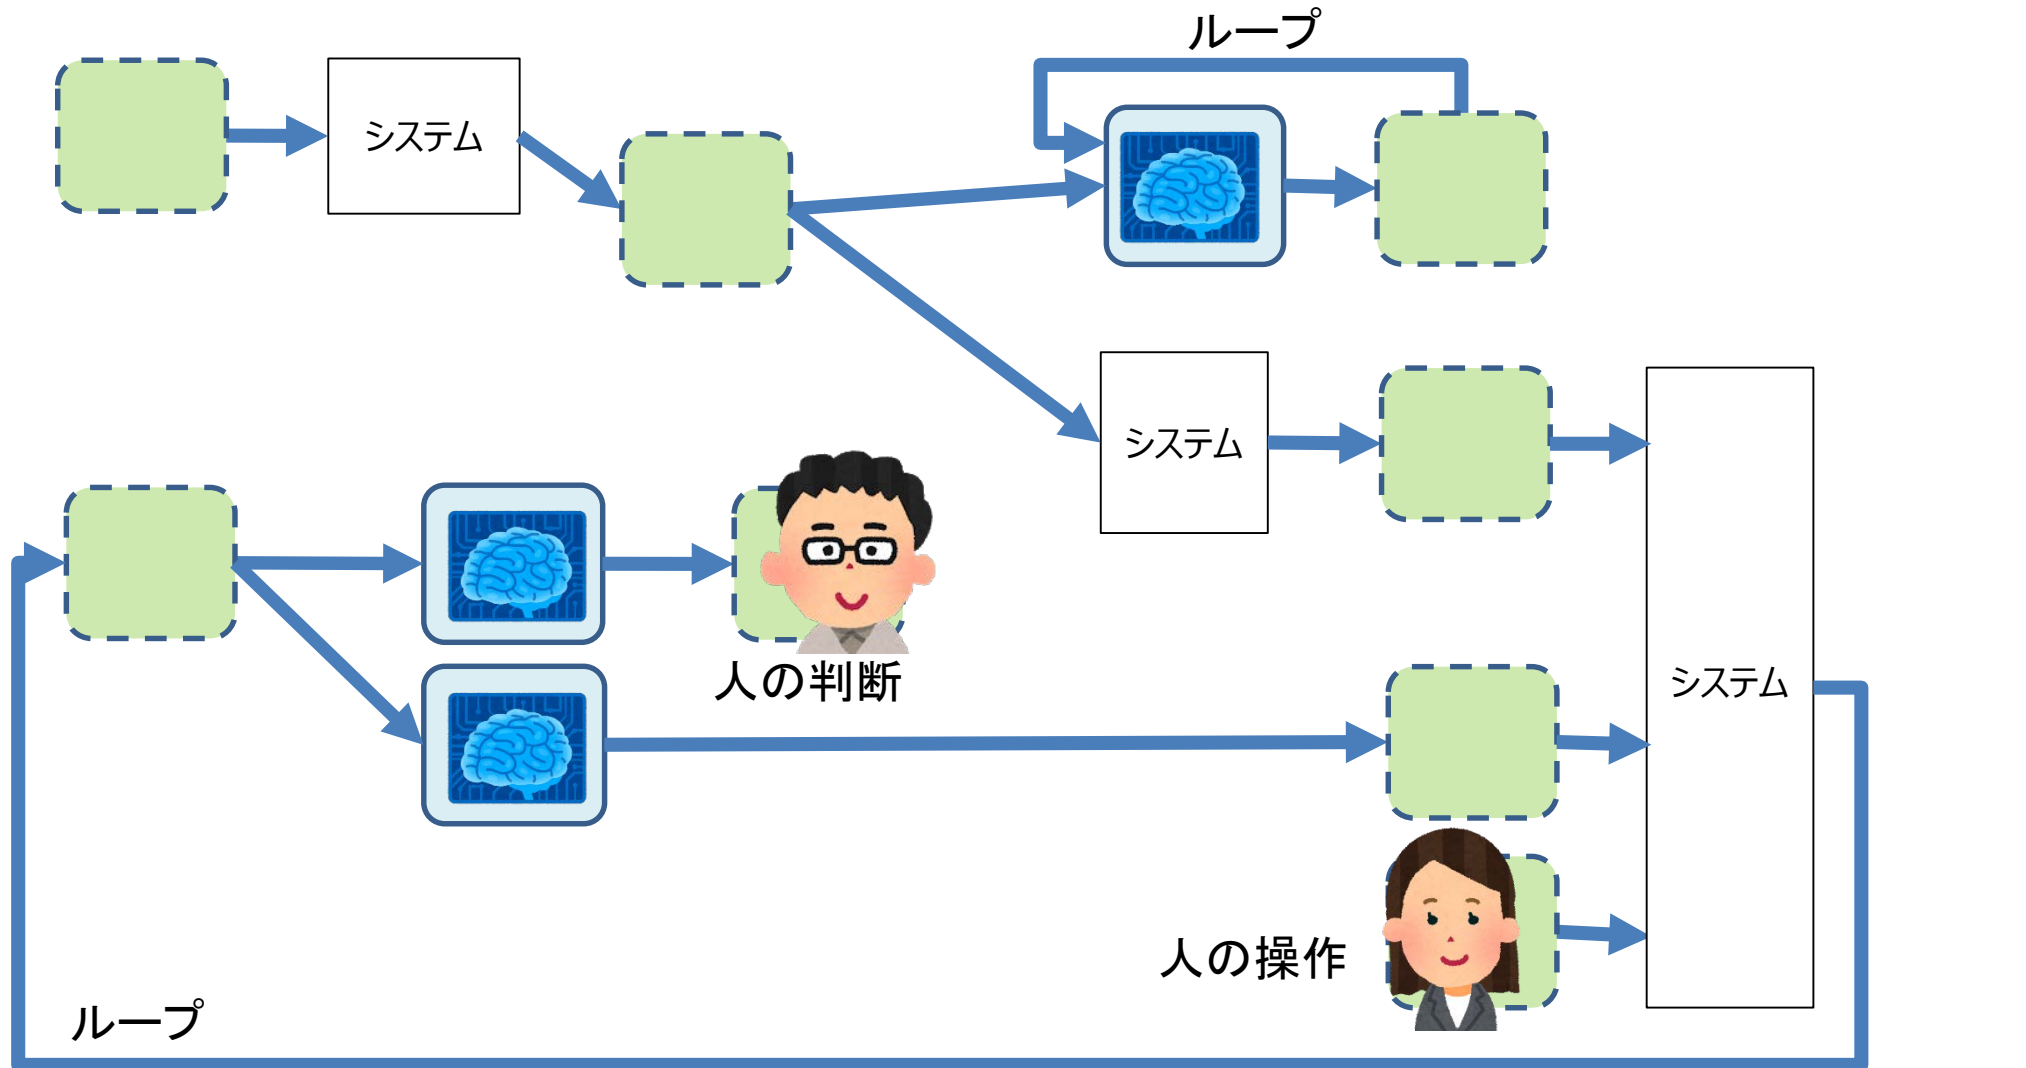 ループ
システム
システム
人の判断
システム
人の操作
ループ